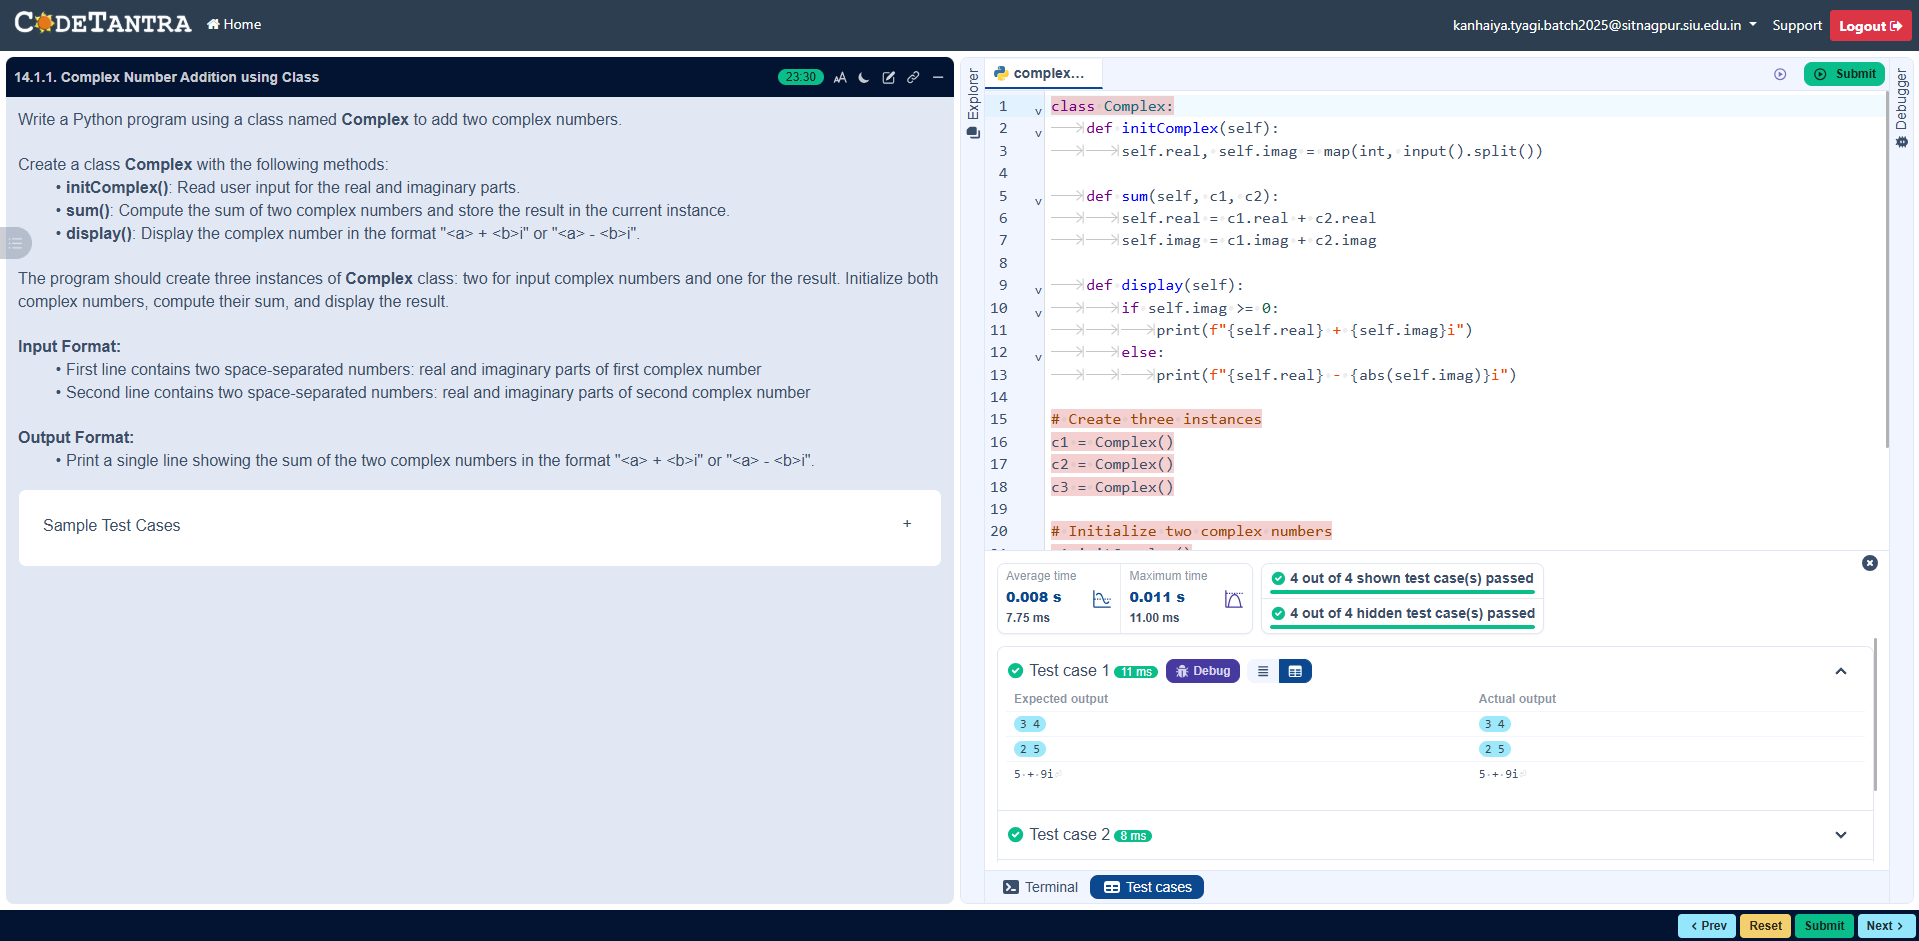 CODETANTRA Home
kanhaiya.tyagi.batch2025@sitnagpur.siu.edu.in Support Logout
14.1.1. Complex Number Addition using Class 23:30
Write a Python program using a class named Complex to add two complex numbers.
Create a class Complex with the following methods:
• initComplex(): Read user input for the real and imaginary parts.
• sum(): Compute the sum of two complex numbers and store the result in the current instance.
• display(): Display the complex number in the format "<a> + <b>i" or "<a> - <b>i".
The program should create three instances of Complex class: two for input complex numbers and one for the result. Initialize both
complex numbers, compute their sum, and display the result.
Input Format:
• First line contains two space-separated numbers: real and imaginary parts of first complex number
• Second line contains two space-separated numbers: real and imaginary parts of second complex number
Output Format:
• Print a single line showing the sum of the two complex numbers in the format "<a> + <b>i" or "<a> - <b>i".
Sample Test Cases +
Explorer
complex...
Submit
Debugger
1 class Complex:
2 def initComplex(self):
3 self.real, self.imag = map(int, input().split())
4
5 def sum(self, c1, c2):
6 self.real = c1.real + c2.real
7 self.imag = c1.imag + c2.imag
8
9 def display(self):
10 if self.imag >= 0:
11 print(f"{self.real} + {self.imag}i")
12 else:
13 print(f"{self.real} - {abs(self.imag)}i")
14
15 # Create three instances
16 c1 = Complex()
17 c2 = Complex()
18 c3 = Complex()
19
20 # Initialize two complex numbers
Average time
0.008 s
7.75 ms
Maximum time
0.011 s
11.00 ms
4 out of 4 shown test case(s) passed
4 out of 4 hidden test case(s) passed
Test case 1 11 ms Debug
Expected output Actual output
3 4 3 4
2 5 2 5
5 + 9i 5 + 9i
Test case 2 8 ms
Terminal Test cases
< Prev Reset Submit Next >